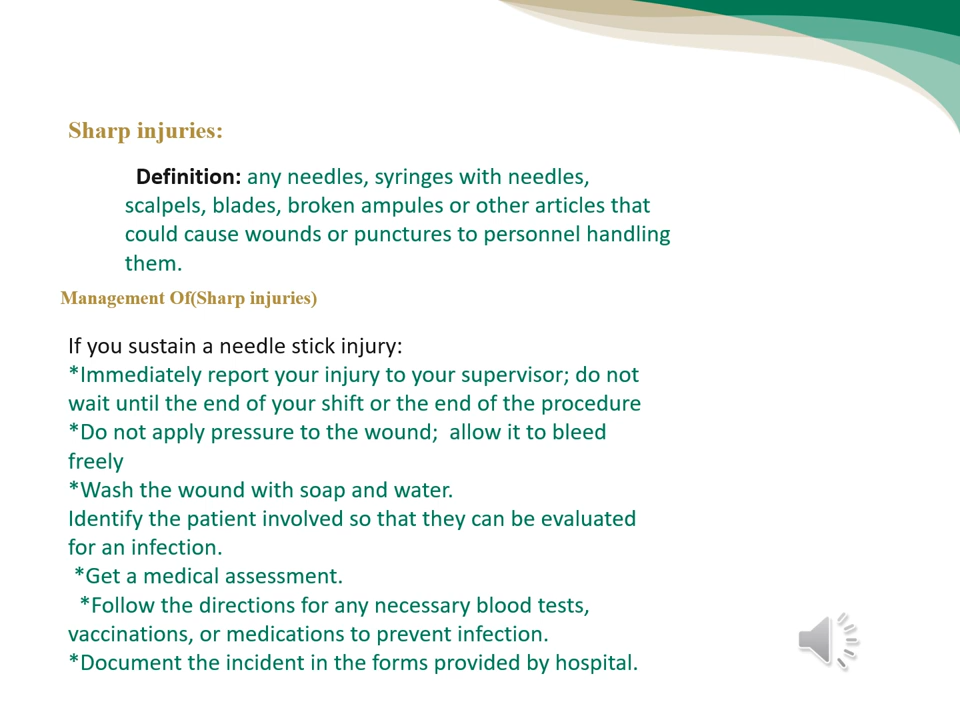 Sharp injuries:
Definition: any needles, syringes with needles,
scalpels, blades, broken ampules or other articles that
could cause wounds or punctures to personnel handling
them.
Management Of(Sharp injuries)
If you sustain a needle stick injury:
*Immediately report your injury to your supervisor; do not
wait until the end of your shift or the end of the procedure
*Do not apply pressure to the wound;  allow it to bleed
freely
*Wash the wound with soap and water.
Identify the patient involved so that they can be evaluated
for an infection.
*Get a medical assessment.
*Follow the directions for any necessary blood tests,
vaccinations, or medications to prevent infection.
*Document the incident in the forms provided by hospital.